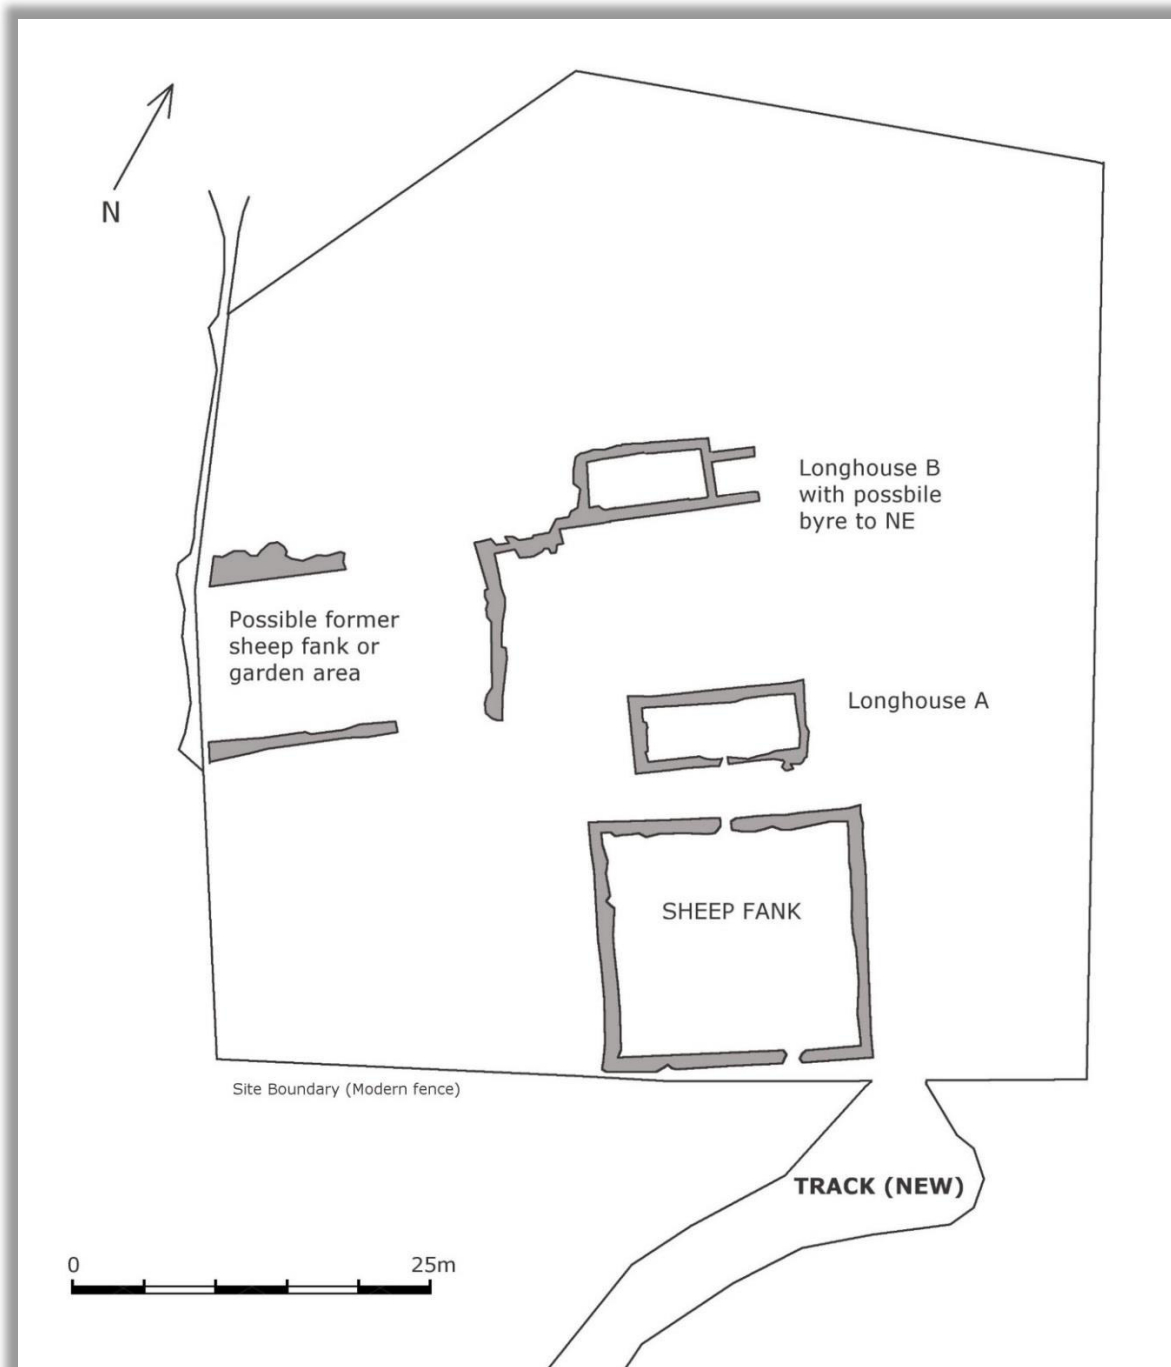 N
Longhouse B
with possbile
byre to NE
Possible former
sheep fank or
garden area
Longhouse A
SHEEP FANK
Site Boundary (Modern fence)
TRACK (NEW)
0 25m